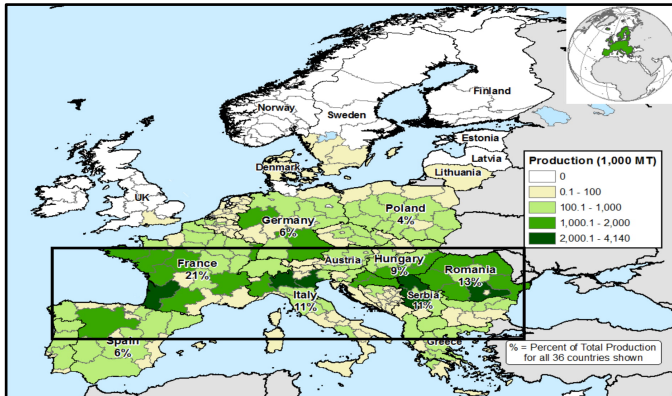 Finland
Norway
Sweden
Estonia
Latvia
Lithuania
Denmark
UK
Production (1,000 MT)
0
0.1 - 100
100.1 - 1,000
1,000.1 - 2,000
2,000.1 - 4,140
Poland
4%
Germany
6%
France
21%
Austria
Hungary
9%
Romania
13%
Italy
11%
Serbia
11%
Spain
6%
Greece
% = Percent of Total Production
for all 36 countries shown